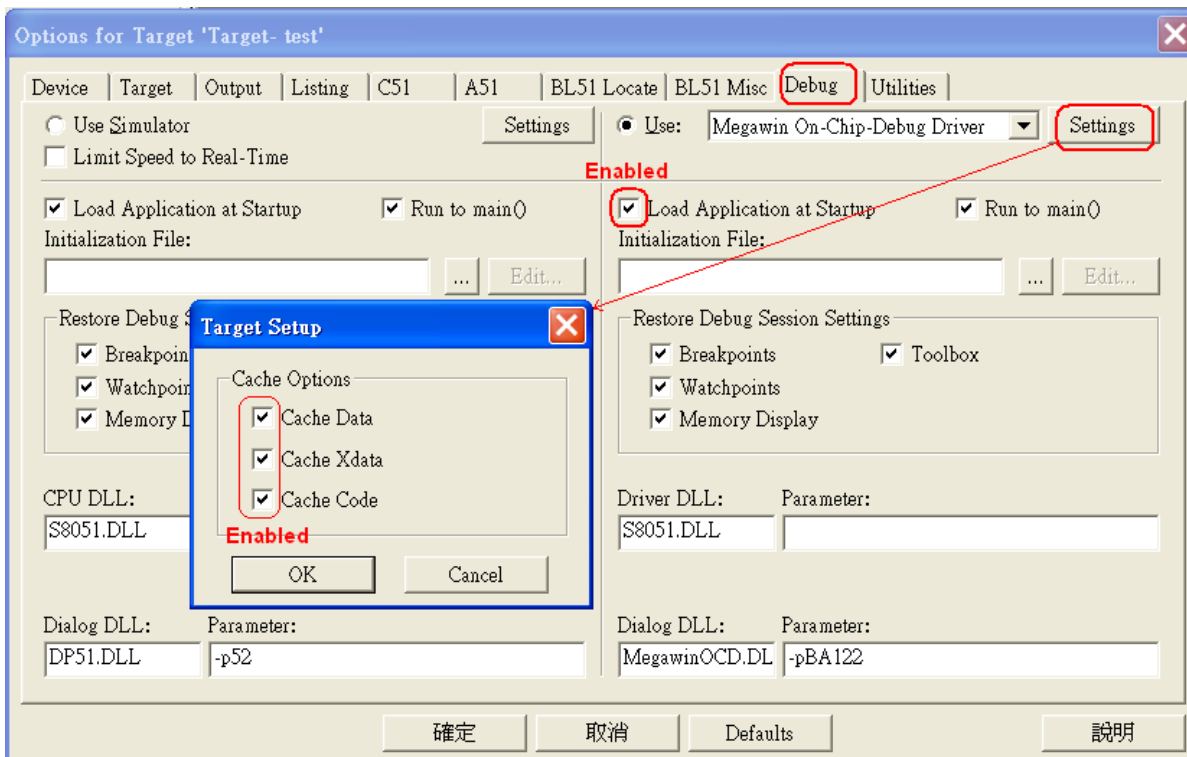 Options for Target 'Target- test'
Device Target Output Listing C51 A51 BL51 Locate BL51 Misc Debug Utilities
Use Simulator Settings Use: Megawin On-Chip-Debug Driver Settings
Limit Speed to Real-Time
Enabled
Load Application at Startup Run to main() Load Application at Startup Run to main()
Initialization File: Initialization File:
... Edit... ... Edit...
Restore Debug S Restore Debug Session Settings
Target Setup
Breakpoin Breakpoints Toolbox
Cache Options
Watchpoin Watchpoints
Cache Data
Memory D Memory Display
Cache Xdata
Cache Code
CPU DLL: Driver DLL: Parameter:
S8051.DLL S8051.DLL
Enabled
OK Cancel
Dialog DLL: Parameter: Dialog DLL: Parameter:
DP51.DLL -p52 MegawinOCD.DL -pBA122
確定 取消 Defaults 說明